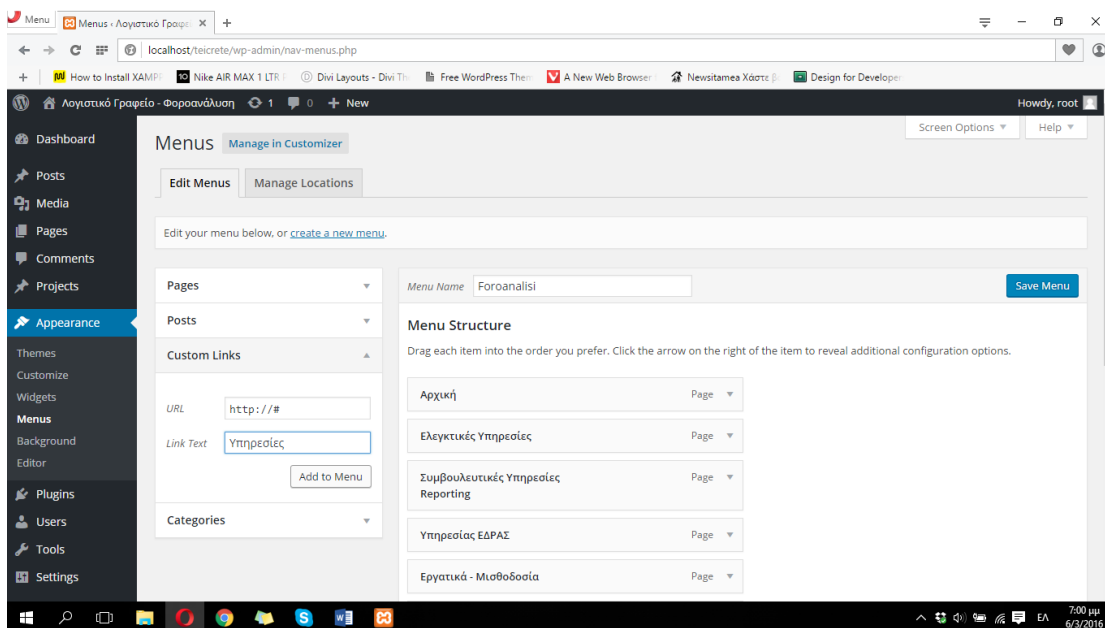 Menu
Menus ‹ Λογιστικό Γραφεί
localhost/teicrete/wp-admin/nav-menus.php
How to Install XAMPP
Nike AIR MAX 1 LTR
Divi Layouts - Divi Th
Free WordPress Them
A New Web Browser
Newsitamea Χάστε β
Design for Developer
Λογιστικό Γραφείο - Φοροανάλυση
1
0
+ New
Howdy, root
Dashboard
Posts
Media
Pages
Comments
Projects
Appearance
Themes
Customize
Widgets
Menus
Background
Editor
Plugins
Users
Tools
Settings
Screen Options
Help
Menus
Manage in Customizer
Edit Menus
Manage Locations
Edit your menu below, or create a new menu.
Pages
Posts
Custom Links
URL
http://#
Link Text
Υπηρεσίες
Add to Menu
Categories
Menu Name
Foroanalisi
Save Menu
Menu Structure
Drag each item into the order you prefer. Click the arrow on the right of the item to reveal additional configuration options.
Αρχική
Page
Ελεγκτικές Υπηρεσίες
Page
Συμβουλευτικές Υπηρεσίες
Reporting
Page
Υπηρεσίας ΕΔΡΑΣ
Page
Εργατικά - Μισθοδοσία
Page
ΕΛ
7:00 μμ
6/3/2016